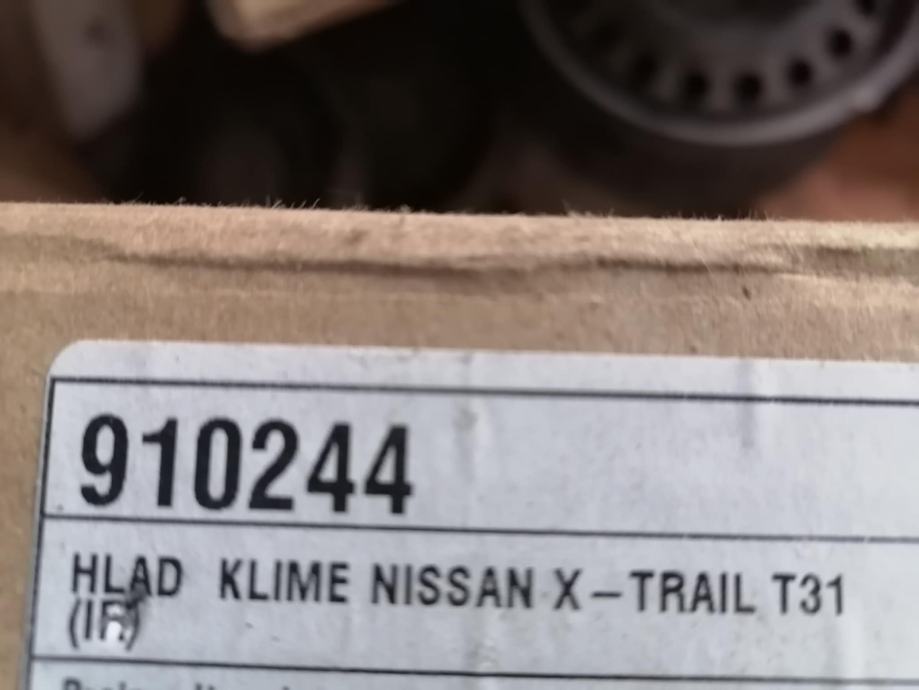 910244
HLAD KLIME NISSAN X-TRAIL T31